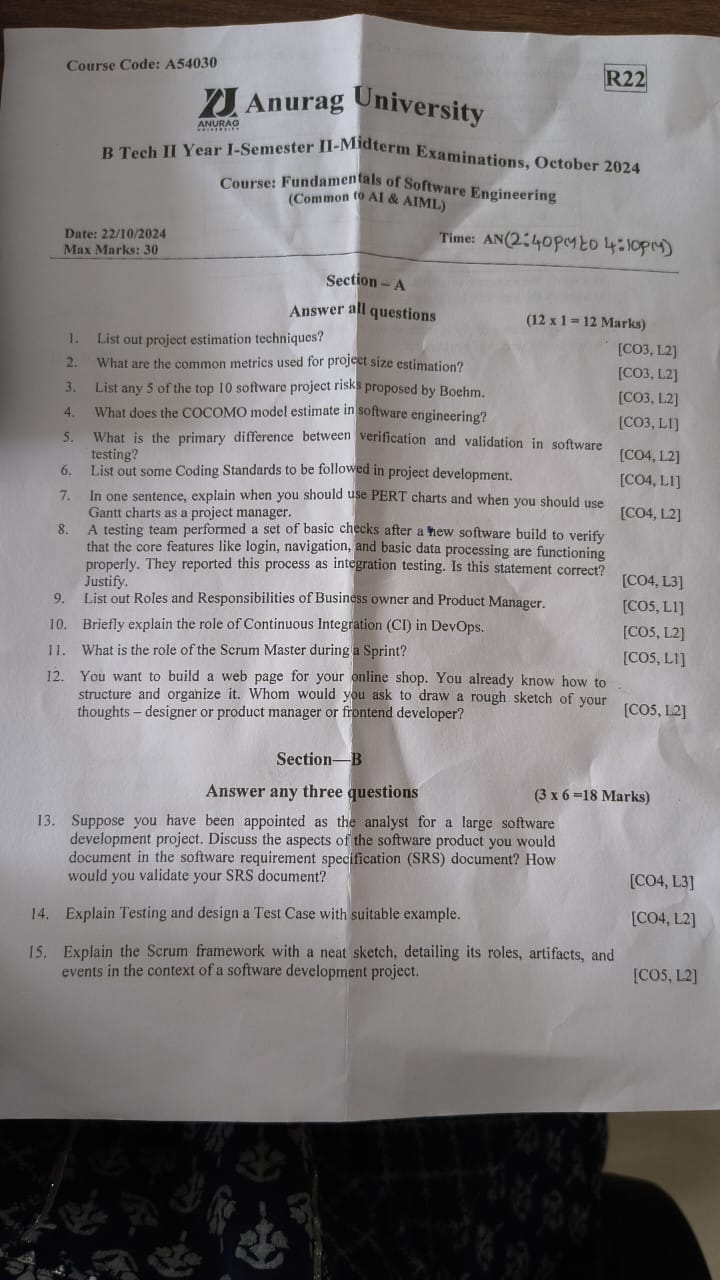 Course Code: A54030
R22
Anurag University
ANURAG
UNIVERSITY
B Tech II Year I-Semester II-Midterm Examinations, October 2024
Course: Fundamentals of Software Engineering
(Common to AI & AIML)
Date: 22/10/2024
Max Marks: 30
Time: AN(2:40PM to 4:10PM)
Section – A
Answer all questions (12 x 1 = 12 Marks)
1. List out project estimation techniques? [CO3, L2]
2. What are the common metrics used for project size estimation? [CO3, L2]
3. List any 5 of the top 10 software project risks proposed by Boehm. [CO3, L2]
4. What does the COCOMO model estimate in software engineering? [CO3, L1]
5. What is the primary difference between verification and validation in software
testing? [CO4, L2]
6. List out some Coding Standards to be followed in project development. [CO4, L1]
7. In one sentence, explain when you should use PERT charts and when you should use
Gantt charts as a project manager. [CO4, L2]
8. A testing team performed a set of basic checks after a new software build to verify
that the core features like login, navigation, and basic data processing are functioning
properly. They reported this process as integration testing. Is this statement correct?
Justify. [CO4, L3]
9. List out Roles and Responsibilities of Business owner and Product Manager. [CO5, L1]
10. Briefly explain the role of Continuous Integration (CI) in DevOps. [CO5, L2]
11. What is the role of the Scrum Master during a Sprint? [CO5, L1]
12. You want to build a web page for your online shop. You already know how to
structure and organize it. Whom would you ask to draw a rough sketch of your
thoughts – designer or product manager or frontend developer? [CO5, L2]
Section—B
Answer any three questions (3 x 6 =18 Marks)
13. Suppose you have been appointed as the analyst for a large software
development project. Discuss the aspects of the software product you would
document in the software requirement specification (SRS) document? How
would you validate your SRS document? [CO4, L3]
14. Explain Testing and design a Test Case with suitable example. [CO4, L2]
15. Explain the Scrum framework with a neat sketch, detailing its roles, artifacts, and
events in the context of a software development project. [CO5, L2]